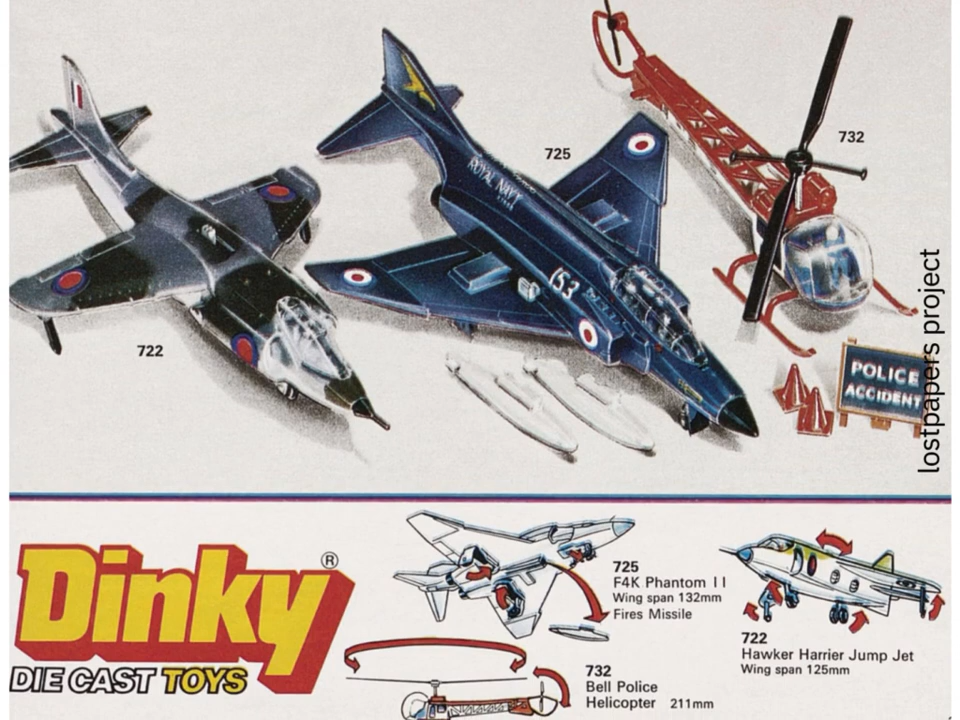 725
732
ROYAL NAVY
153
722
POLICE
ACCIDENT
lostpapers project
Dinky®
DIE CAST TOYS
725
F4K Phantom II
Wing span 132mm
Fires Missile
722
Hawker Harrier Jump Jet
Wing span 125mm
732
Bell Police
Helicopter 211mm